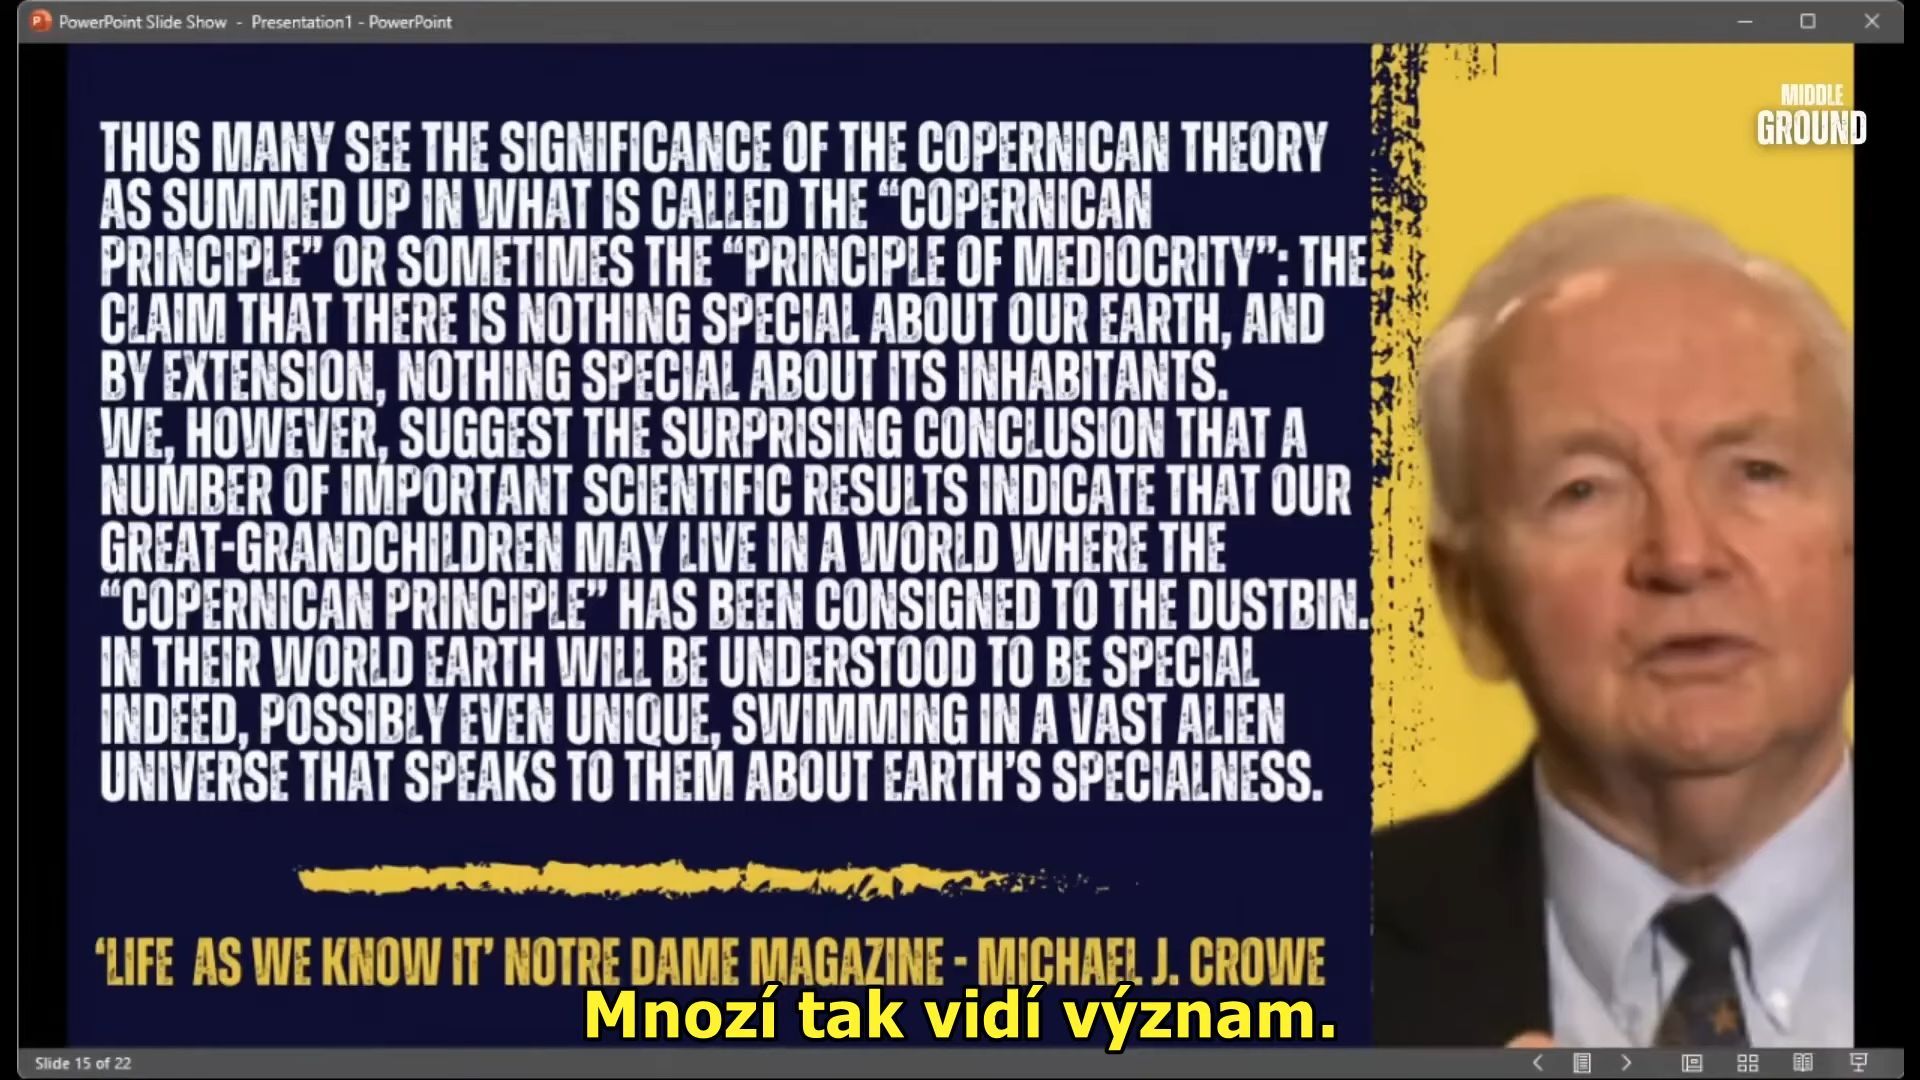 PowerPoint Slide Show - Presentation1 - PowerPoint
MIDDLE
GROUND
THUS MANY SEE THE SIGNIFICANCE OF THE COPERNICAN THEORY
AS SUMMED UP IN WHAT IS CALLED THE “COPERNICAN
PRINCIPLE” OR SOMETIMES THE “PRINCIPLE OF MEDIOCRITY”: THE
CLAIM THAT THERE IS NOTHING SPECIAL ABOUT OUR EARTH, AND
BY EXTENSION, NOTHING SPECIAL ABOUT ITS INHABITANTS.
WE, HOWEVER, SUGGEST THE SURPRISING CONCLUSION THAT A
NUMBER OF IMPORTANT SCIENTIFIC RESULTS INDICATE THAT OUR
GREAT-GRANDCHILDREN MAY LIVE IN A WORLD WHERE THE
“COPERNICAN PRINCIPLE” HAS BEEN CONSIGNED TO THE DUSTBIN.
IN THEIR WORLD EARTH WILL BE UNDERSTOOD TO BE SPECIAL
INDEED, POSSIBLY EVEN UNIQUE, SWIMMING IN A VAST ALIEN
UNIVERSE THAT SPEAKS TO THEM ABOUT EARTH’S SPECIALNESS.
‘LIFE AS WE KNOW IT’ NOTRE DAME MAGAZINE - MICHAEL J. CROWE
Mnozí tak vidí význam.
Slide 15 of 22